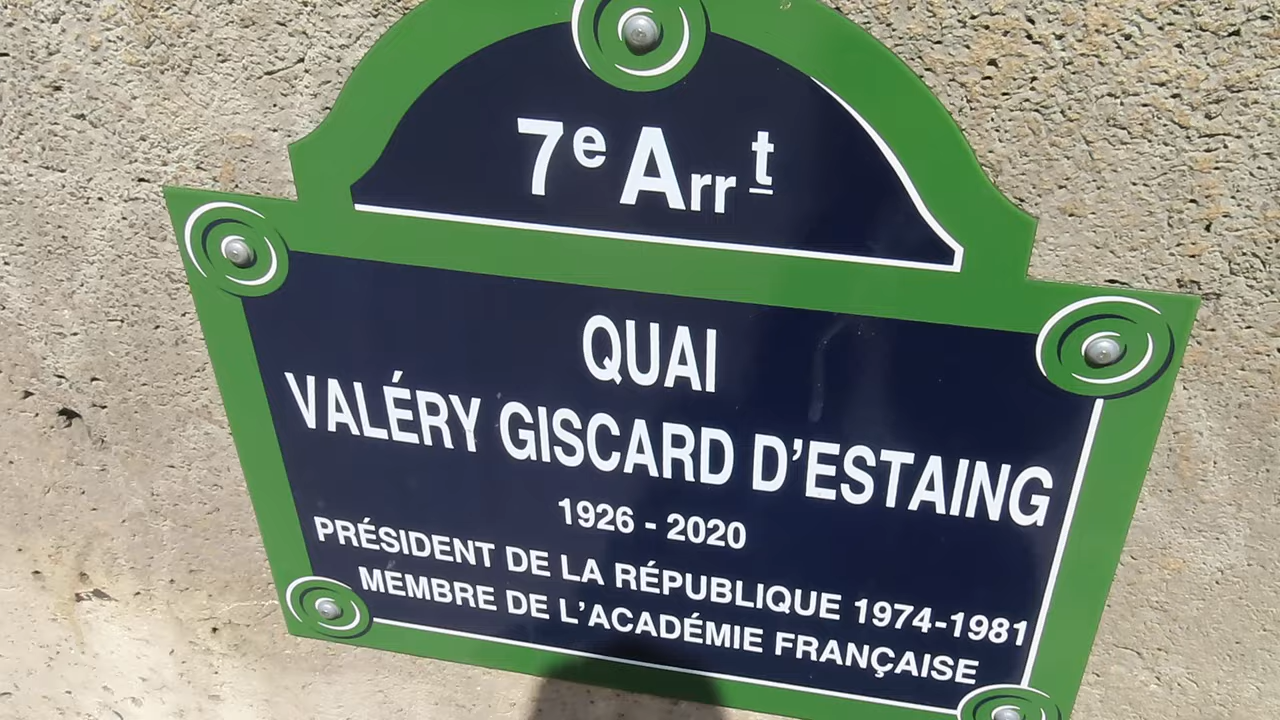 7e Arrt
QUAI
VALÉRY GISCARD D'ESTAING
1926 - 2020
PRÉSIDENT DE LA RÉPUBLIQUE 1974-1981
MEMBRE DE L'ACADÉMIE FRANÇAISE